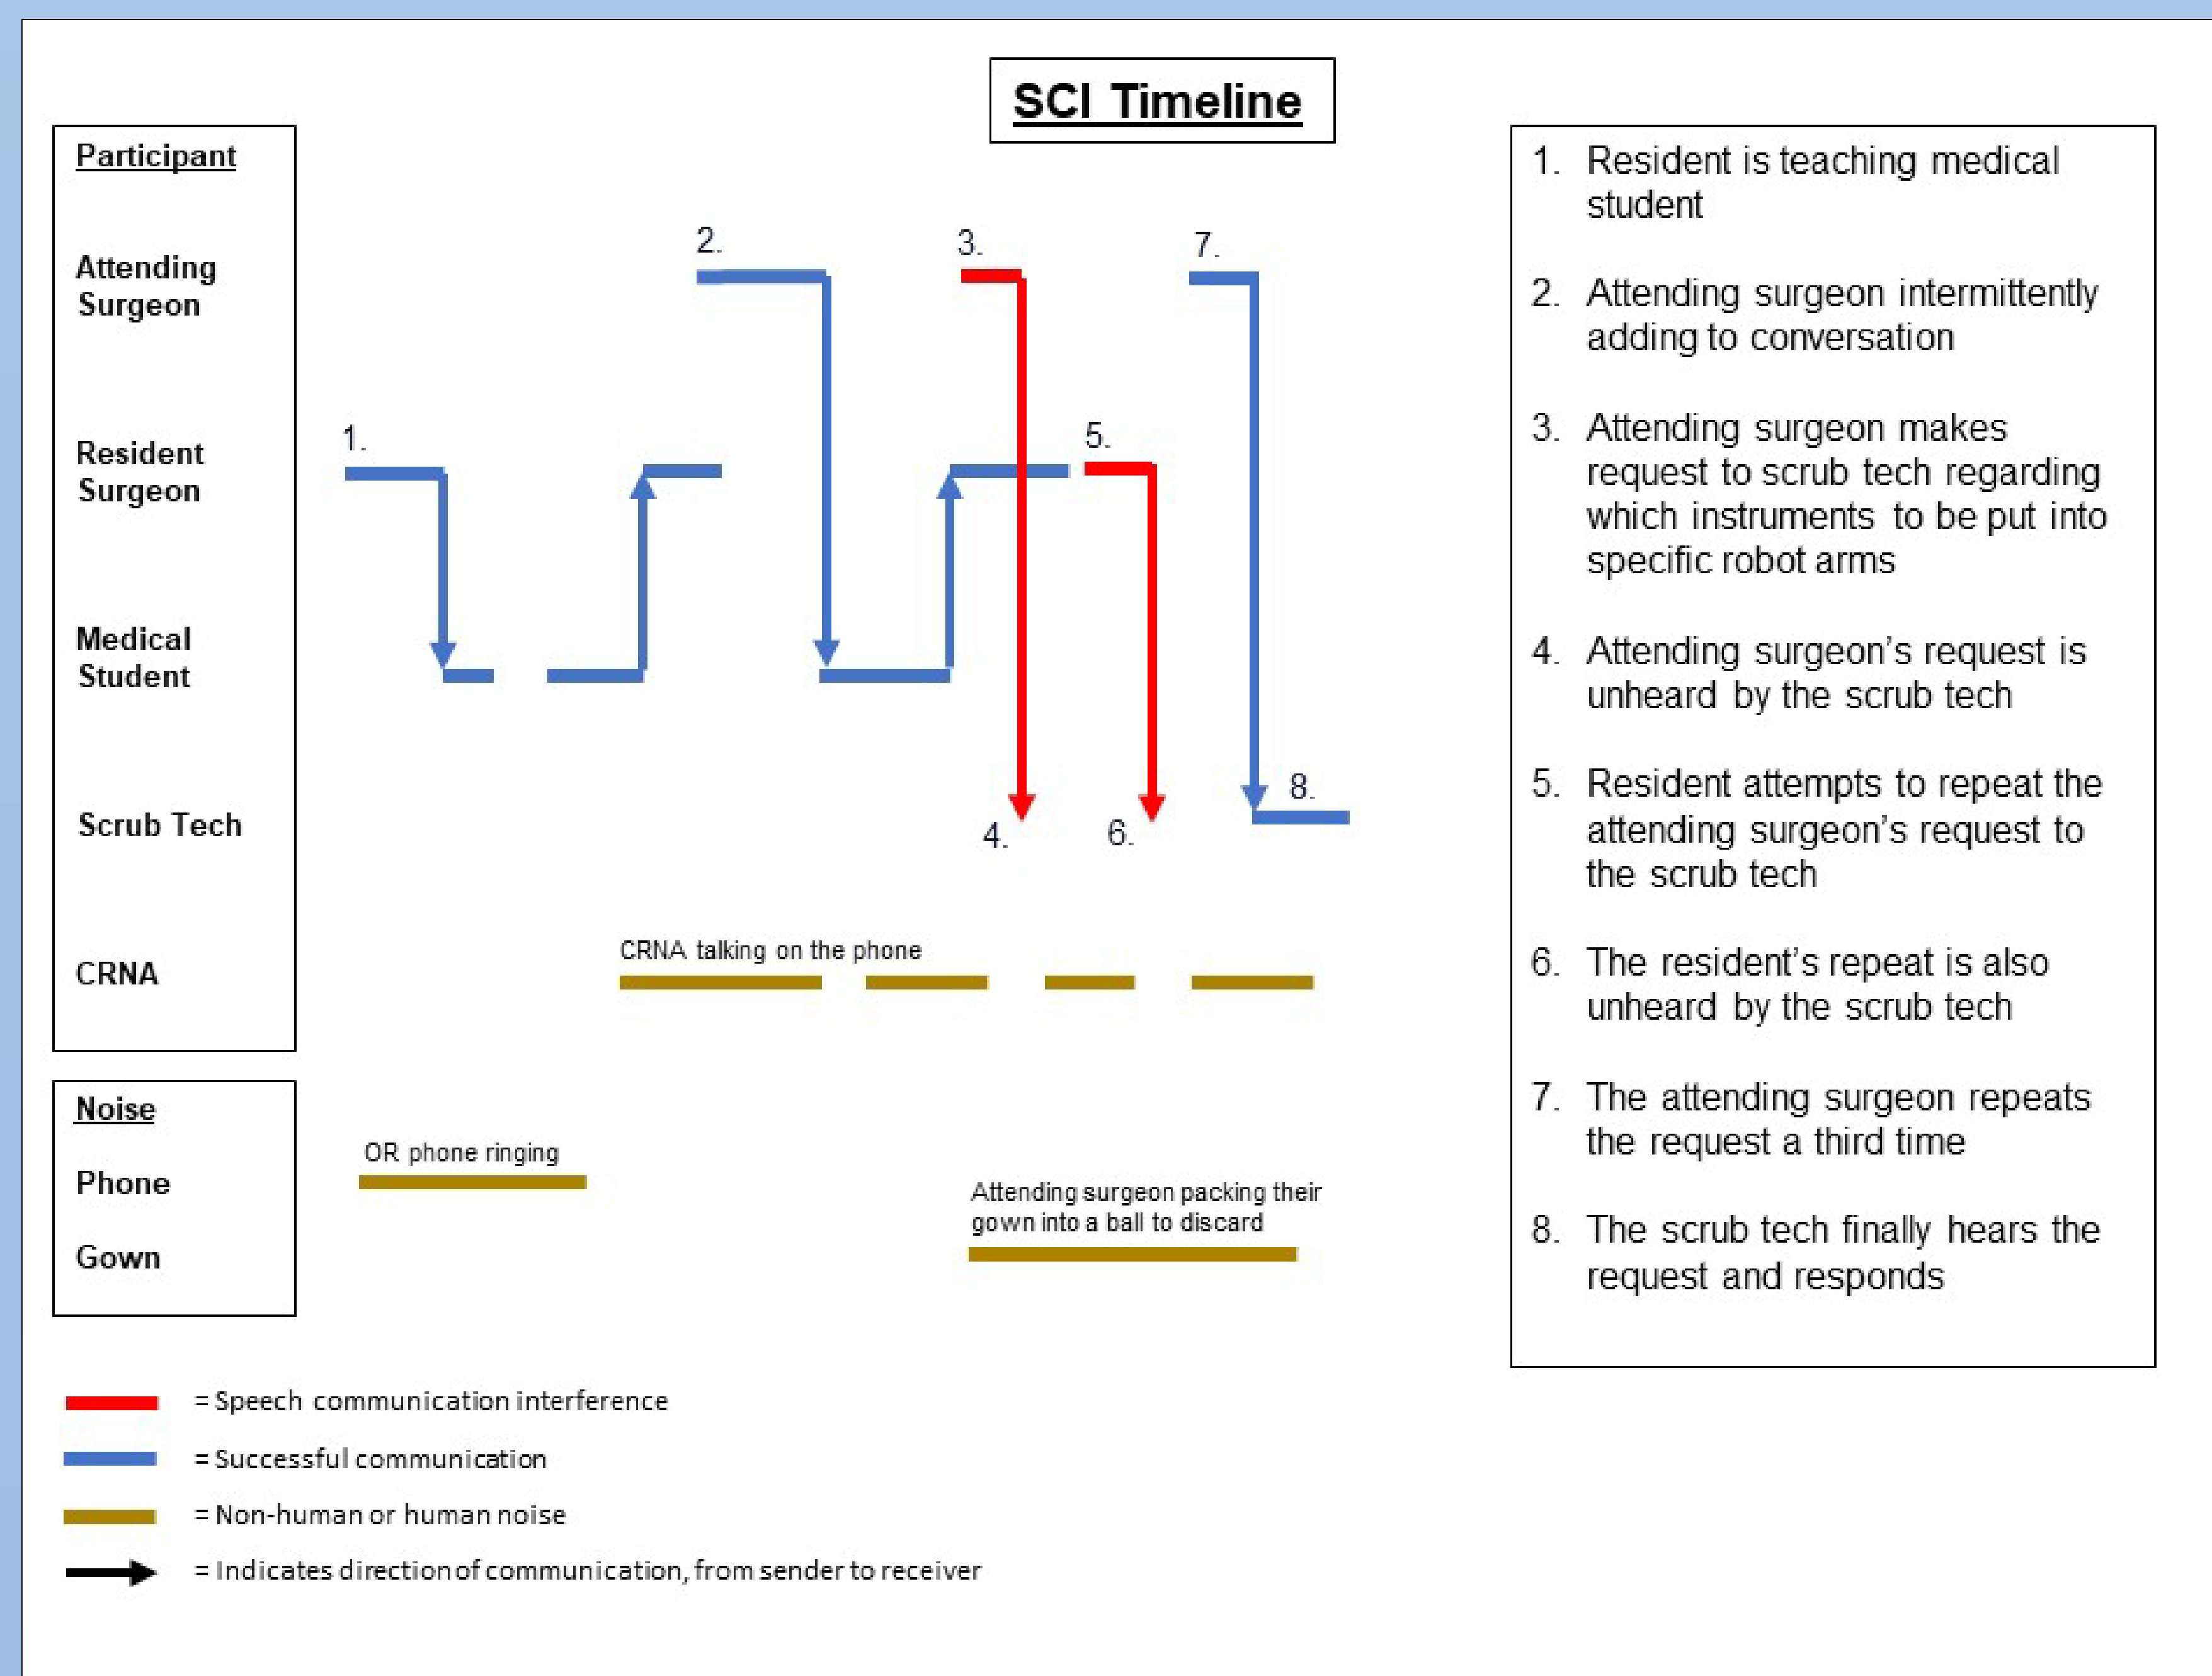 SCI Timeline
Participant
Attending
Surgeon
Resident
Surgeon
Medical
Student
Scrub Tech
CRNA
Noise
Phone
Gown
1.
2.
3.
7.
5.
4.
6.
8.
CRNA talking on the phone
OR phone ringing
Attending surgeon packing their
gown into a ball to discard
1. Resident is teaching medical
student
2. Attending surgeon intermittently
adding to conversation
3. Attending surgeon makes
request to scrub tech regarding
which instruments to be put into
specific robot arms
4. Attending surgeon's request is
unheard by the scrub tech
5. Resident attempts to repeat the
attending surgeon's request to
the scrub tech
6. The resident's repeat is also
unheard by the scrub tech
7. The attending surgeon repeats
the request a third time
8. The scrub tech finally hears the
request and responds
= Speech communication interference
= Successful communication
= Non-human or human noise
= Indicates direction of communication, from sender to receiver